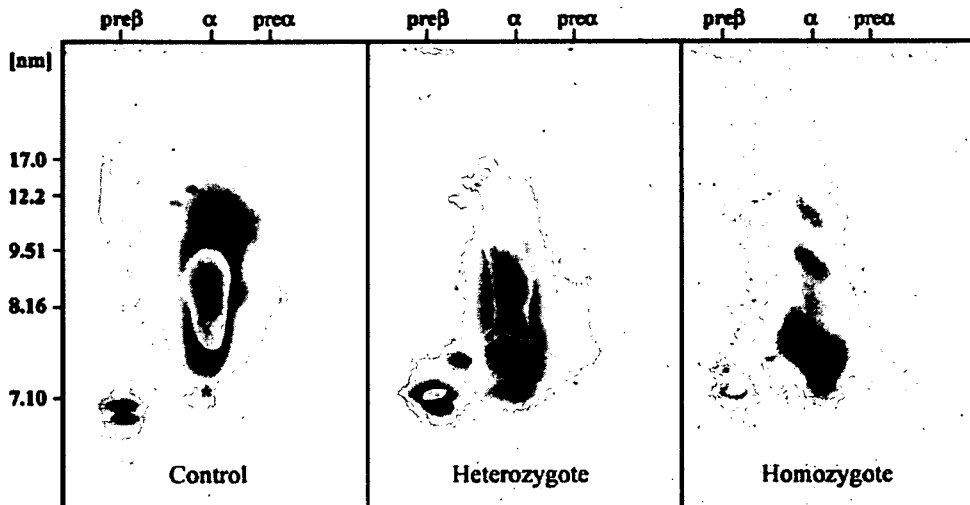 preβ α preα preβ α preα preβ α preα
[nm]
17.0
12.2
9.51
8.16
*
7.10
Control Heterozygote Homozygote